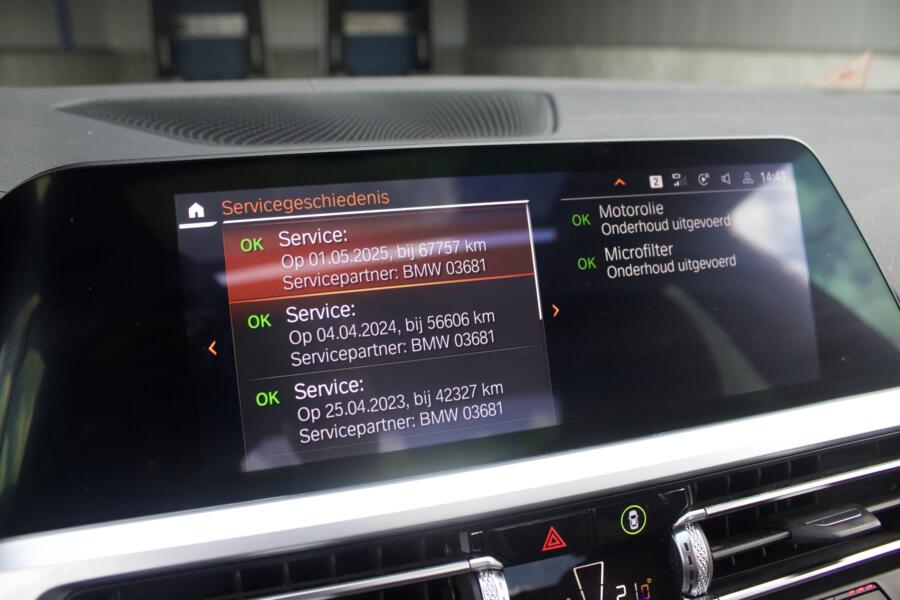 Servicegeschiedenis
2
14:43
OK Service:
Op 01.05.2025, bij 67757 km
Servicepartner: BMW 03681
OK Service:
Op 04.04.2024, bij 56606 km
Servicepartner: BMW 03681
OK Service:
Op 25.04.2023, bij 42327 km
Servicepartner: BMW 03681
OK Motorolie
Onderhoud uitgevoerd
OK Microfilter
Onderhoud uitgevoerd